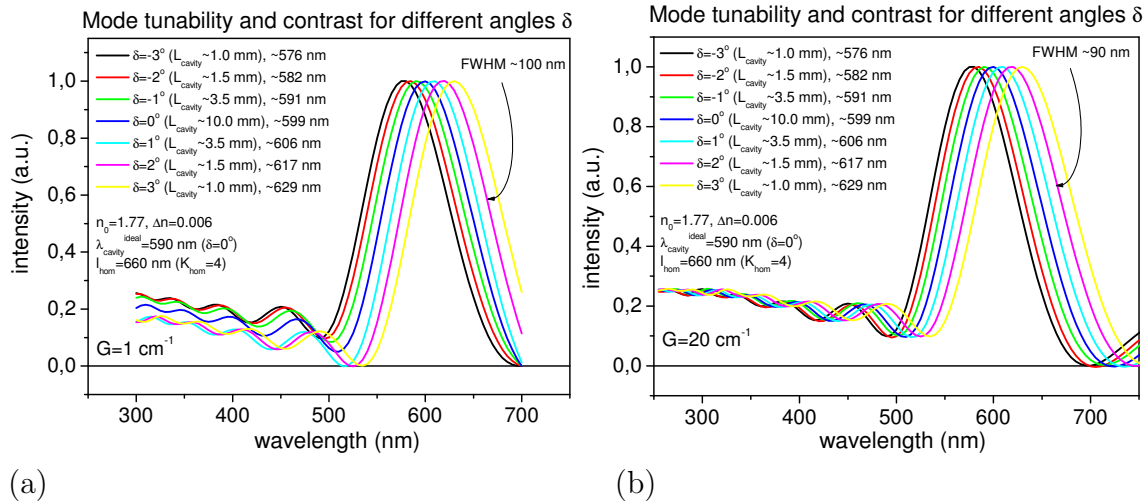 Mode tunability and contrast for different angles δ
δ=-3° (L_cavity~1.0 mm), ~576 nm
δ=-2° (L_cavity~1.5 mm), ~582 nm
δ=-1° (L_cavity~3.5 mm), ~591 nm
δ=0° (L_cavity~10.0 mm), ~599 nm
δ=1° (L_cavity~3.5 mm), ~606 nm
δ=2° (L_cavity~1.5 mm), ~617 nm
δ=3° (L_cavity~1.0 mm), ~629 nm
FWHM ~100 nm
n_0=1.77, Δn=0.006
λ_cavity^ideal=590 nm (δ=0°)
l_hom=660 nm (K_hom=4)
G=1 cm^-1
intensity (a.u.)
1,0
0,8
0,6
0,4
0,2
0,0
300 400 500 600 700
wavelength (nm)
(a)
Mode tunability and contrast for different angles δ
δ=-3° (L_cavity~1.0 mm), ~576 nm
δ=-2° (L_cavity~1.5 mm), ~582 nm
δ=-1° (L_cavity~3.5 mm), ~591 nm
δ=0° (L_cavity~10.0 mm), ~599 nm
δ=1° (L_cavity~3.5 mm), ~606 nm
δ=2° (L_cavity~1.5 mm), ~617 nm
δ=3° (L_cavity~1.0 mm), ~629 nm
FWHM ~90 nm
n_0=1.77, Δn=0.006
λ_cavity^ideal=590 nm (δ=0°)
l_hom=660 nm (K_hom=4)
G=20 cm^-1
intensity (a.u.)
1,0
0,8
0,6
0,4
0,2
0,0
300 400 500 600 700
wavelength (nm)
(b)